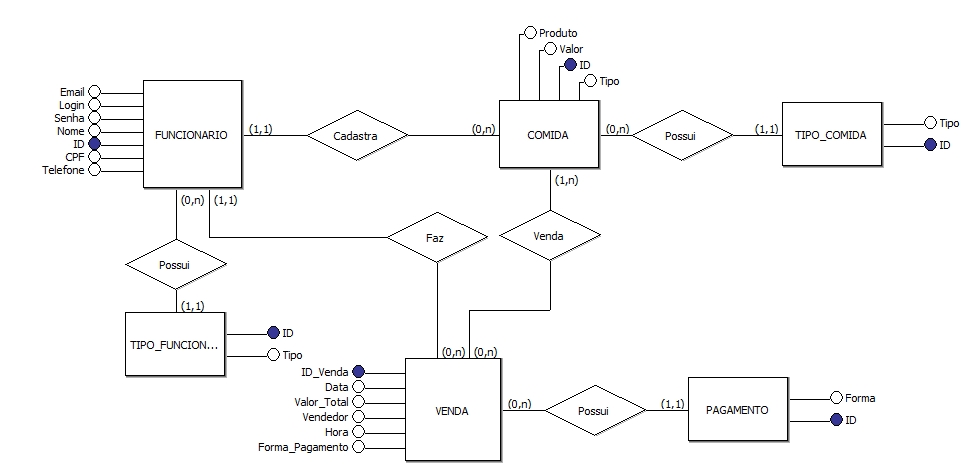 Produto
Valor
ID
Tipo
Email
Login
Senha
Nome
ID
CPF
Telefone
FUNCIONARIO
(1,1)
Cadastra
(0,n)
COMIDA
(0,n)
Possui
(1,1)
TIPO_COMIDA
Tipo
ID
(0,n)
(1,1)
(1,n)
Faz
Venda
Possui
(1,1)
TIPO_FUNCION...
ID
Tipo
(0,n)
(0,n)
ID_Venda
Data
Valor_Total
Vendedor
Hora
Forma_Pagamento
VENDA
(0,n)
Possui
(1,1)
PAGAMENTO
Forma
ID